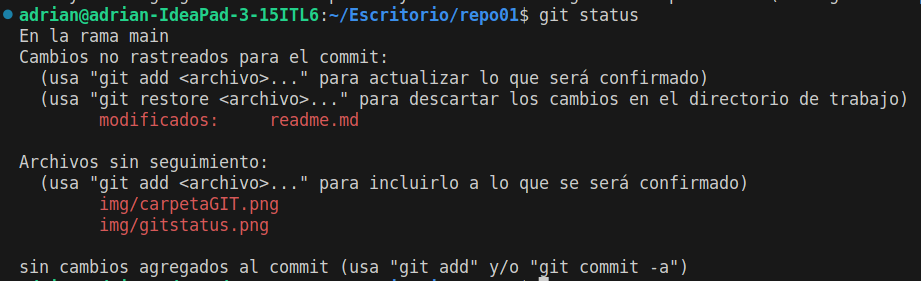 adrian@adrian-IdeaPad-3-15ITL6:~/Escritorio/repo01$ git status
En la rama main
Cambios no rastreados para el commit:
  (usa "git add <archivo>..." para actualizar lo que será confirmado)
  (usa "git restore <archivo>..." para descartar los cambios en el directorio de trabajo)
        modificados:     readme.md

Archivos sin seguimiento:
  (usa "git add <archivo>..." para incluirlo a lo que se será confirmado)
        img/carpetaGIT.png
        img/gitstatus.png

sin cambios agregados al commit (usa "git add" y/o "git commit -a")